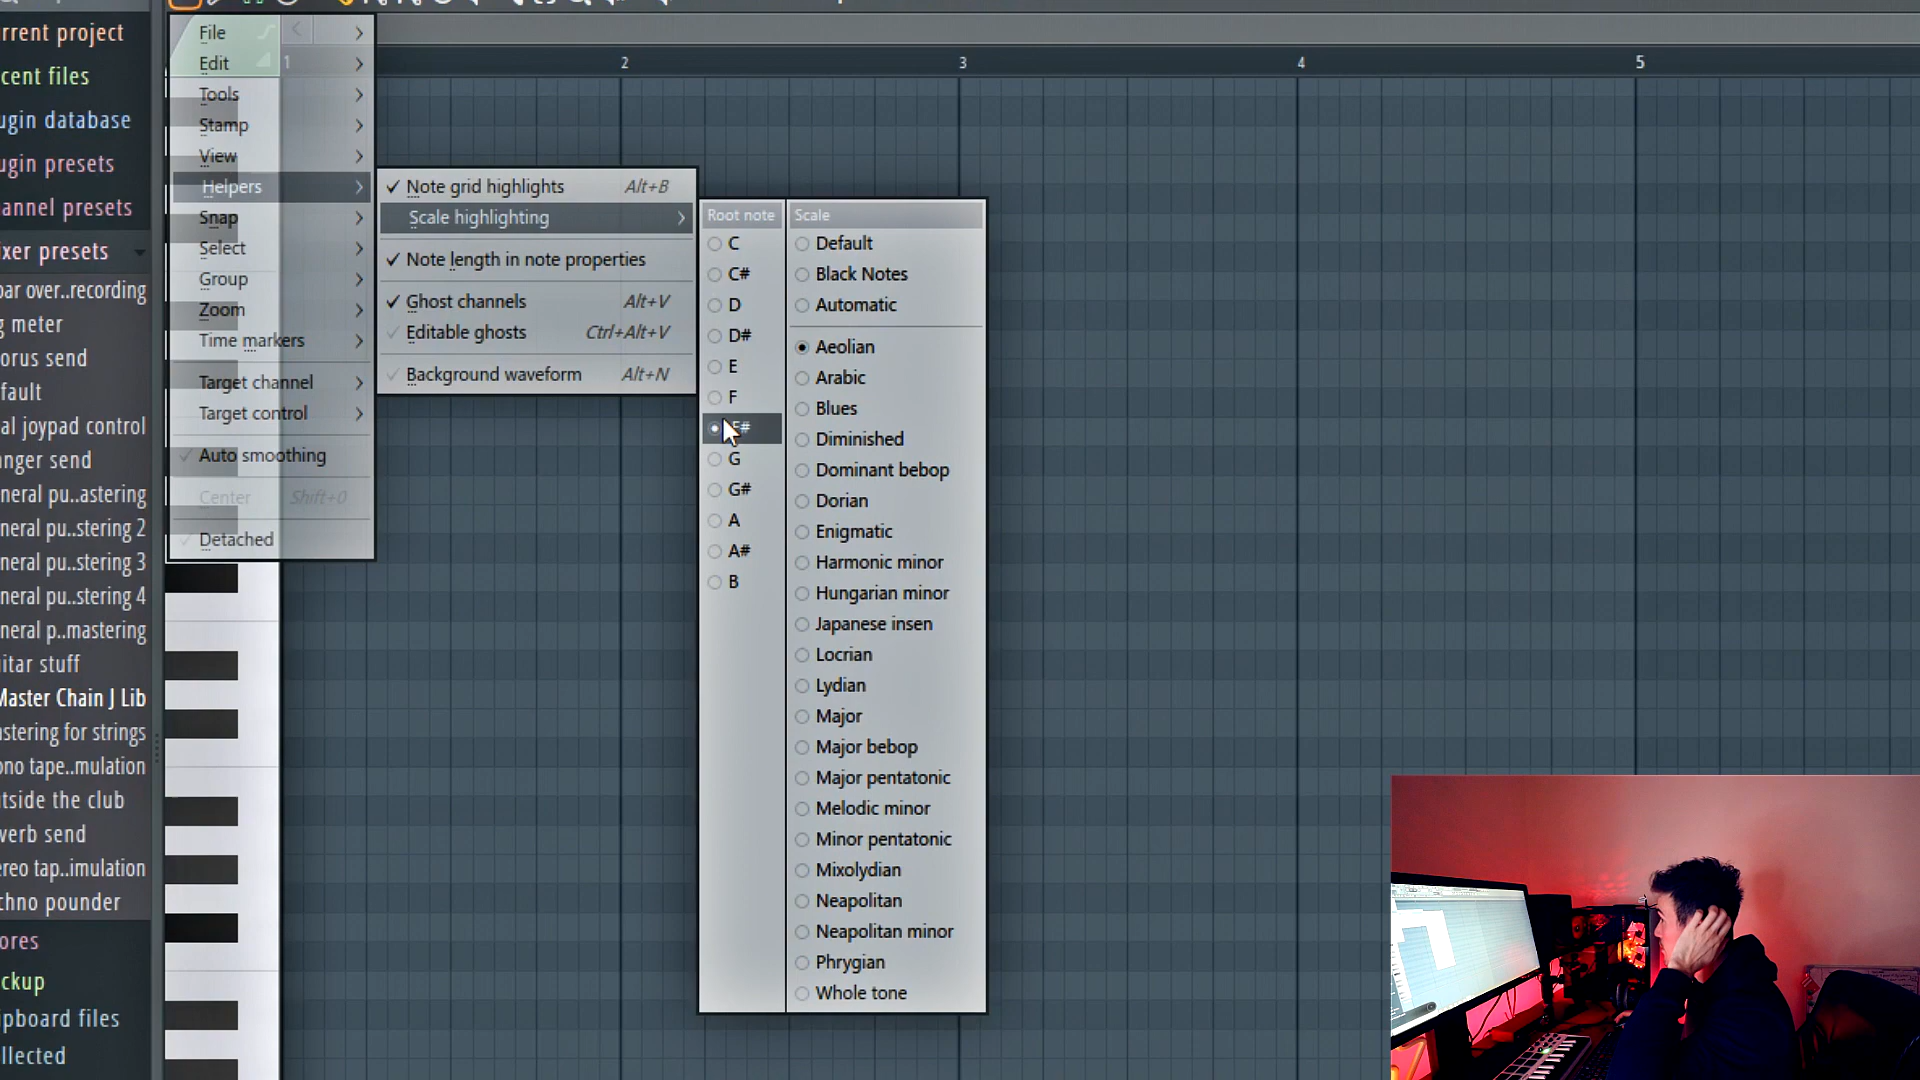 rrent project
cent files
ugin database
ugin presets
annel presets
ixer presets
par over..recording
g meter
orus send
fault
al joypad control
anger send
neral pu..astering
neral pu..stering 2
neral pu..stering 3
neral pu..stering 4
neral p..mastering
itar stuff
Master Chain J Lib
astering for strings
ono tape..mulation
tside the club
verb send
ereo tap..imulation
chno pounder
ores
ckup
ipboard files
llected
File
Edit
Tools
Stamp
View
Helpers
Snap
Select
Group
Zoom
Time markers
Target channel
Target control
Auto smoothing
Center Shift+0
Detached
Note grid highlights Alt+B
Scale highlighting
Note length in note properties
Ghost channels Alt+V
Editable ghosts Ctrl+Alt+V
Background waveform Alt+N
Root note
C
C#
D
D#
E
F
F#
G
G#
A
A#
B
Scale
Default
Black Notes
Automatic
Aeolian
Arabic
Blues
Diminished
Dominant bebop
Dorian
Enigmatic
Harmonic minor
Hungarian minor
Japanese insen
Locrian
Lydian
Major
Major bebop
Major pentatonic
Melodic minor
Minor pentatonic
Mixolydian
Neapolitan
Neapolitan minor
Phrygian
Whole tone
1 2 3 4 5